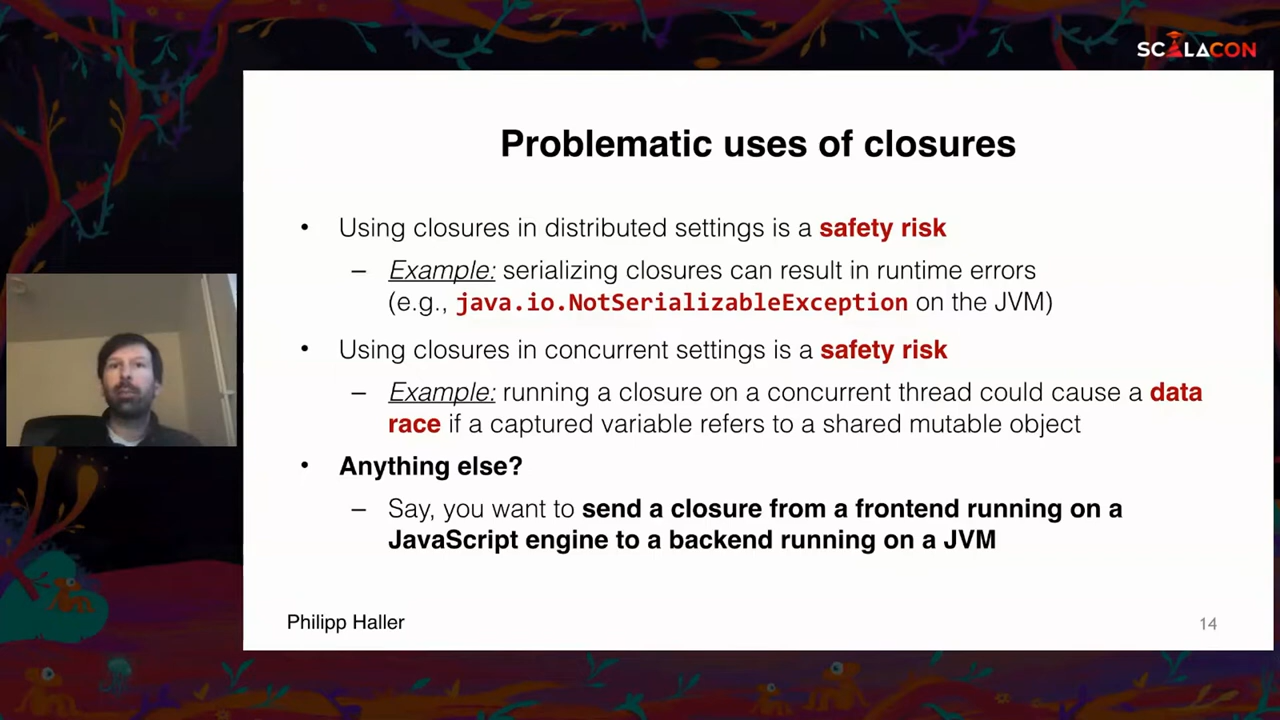 SCALACON
Problematic uses of closures
• Using closures in distributed settings is a safety risk
– Example: serializing closures can result in runtime errors
(e.g., java.io.NotSerializableException on the JVM)
• Using closures in concurrent settings is a safety risk
– Example: running a closure on a concurrent thread could cause a data
race if a captured variable refers to a shared mutable object
• Anything else?
– Say, you want to send a closure from a frontend running on a
JavaScript engine to a backend running on a JVM
Philipp Haller
14